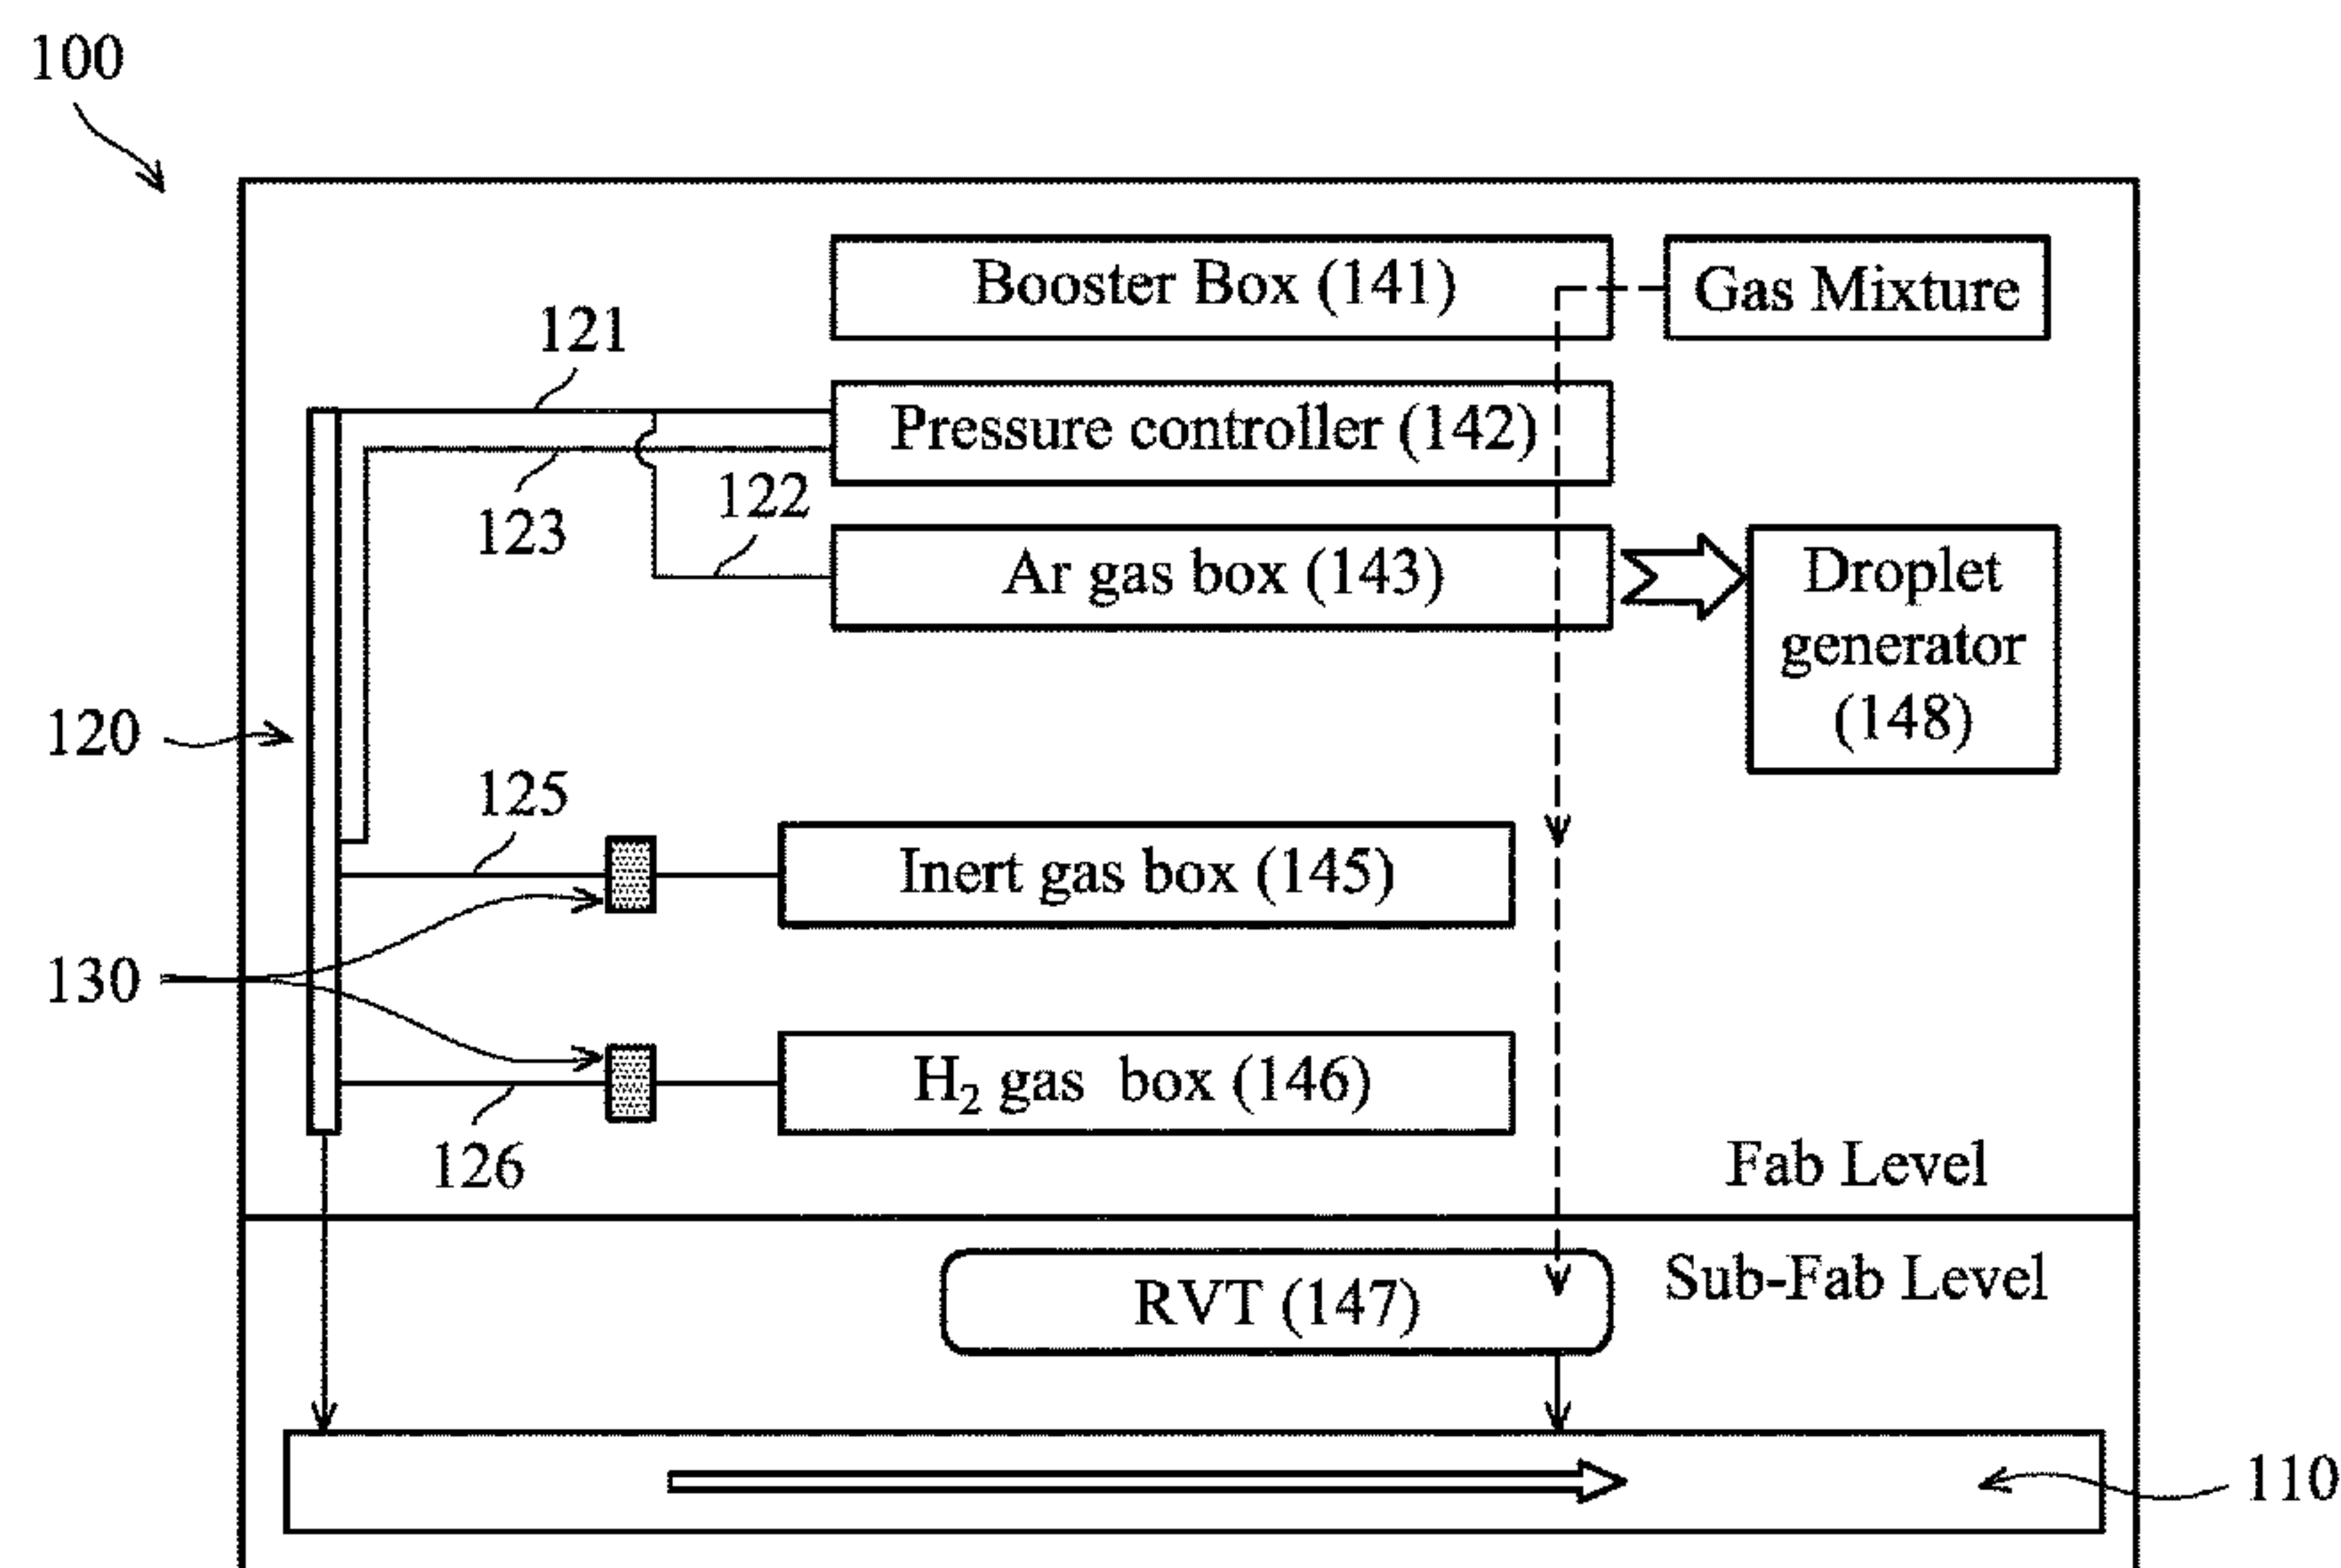 100
Booster Box (141)
Gas Mixture
121
Pressure controller (142)
123
122
Ar gas box (143)
Droplet
generator
(148)
120
125
Inert gas box (145)
130
H₂ gas box (146)
126
Fab Level
Sub-Fab Level
RVT (147)
110